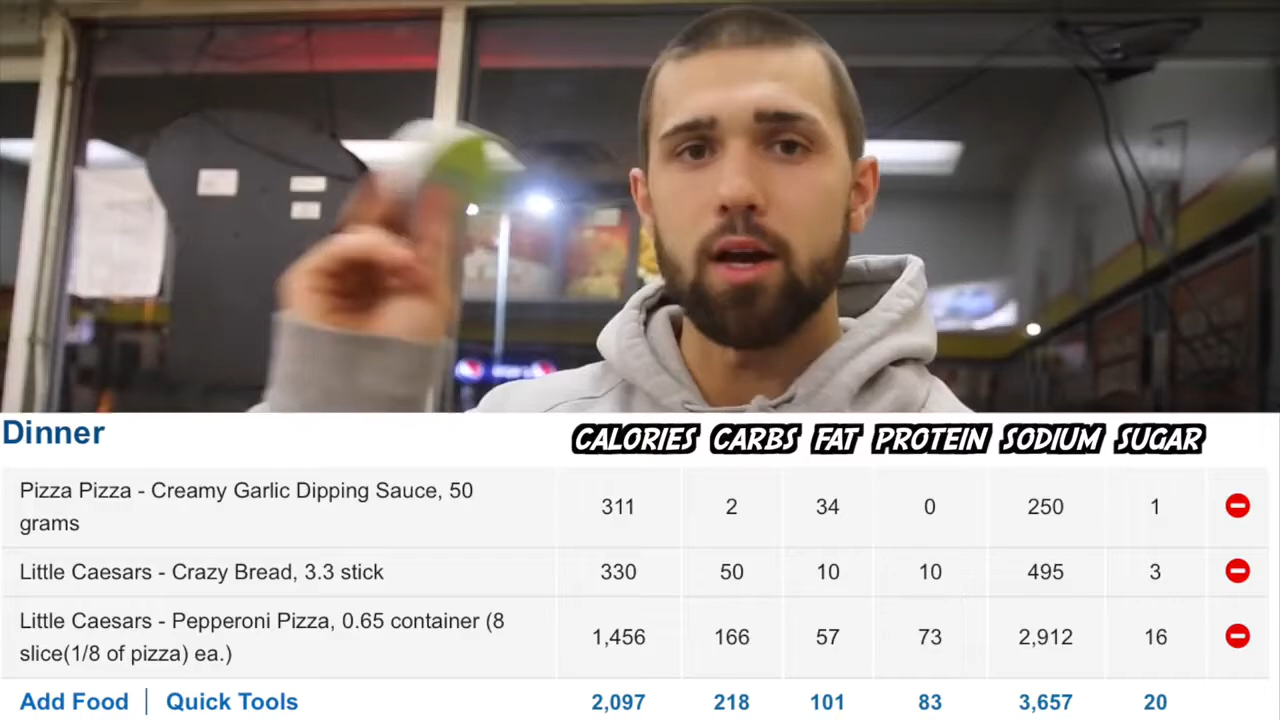 Dinner CALORIES CARBS FAT PROTEIN SODIUM SUGAR
Pizza Pizza - Creamy Garlic Dipping Sauce, 50
grams 311 2 34 0 250 1
Little Caesars - Crazy Bread, 3.3 stick 330 50 10 10 495 3
Little Caesars - Pepperoni Pizza, 0.65 container (8
slice(1/8 of pizza) ea.) 1,456 166 57 73 2,912 16
Add Food | Quick Tools 2,097 218 101 83 3,657 20